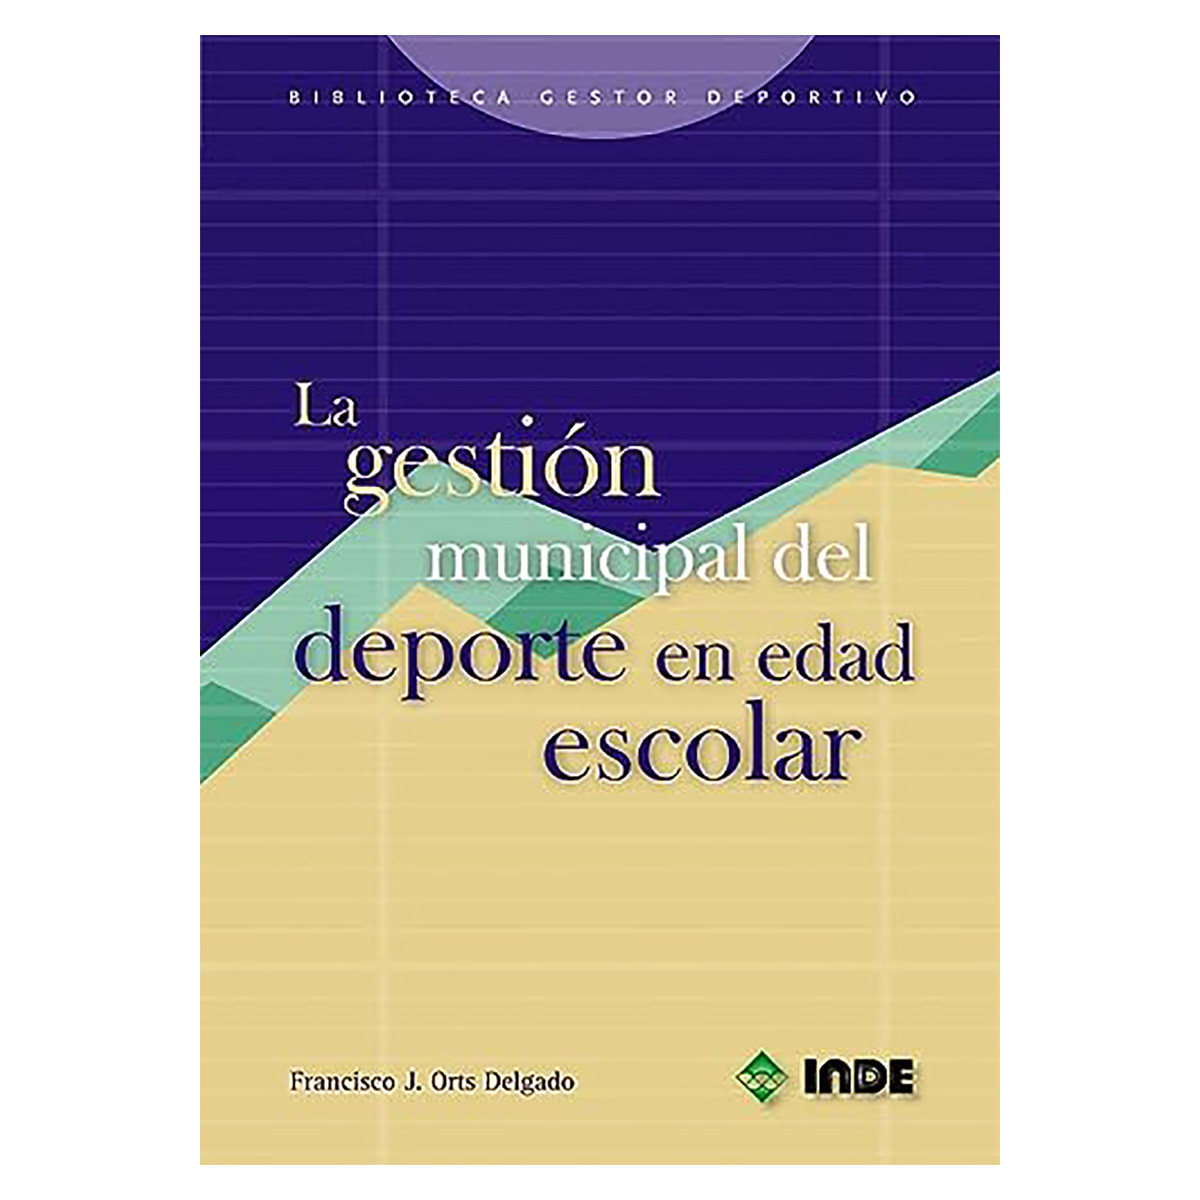 BIBLIOTECA GESTOR DEPORTIVO
La
gestión
municipal del
deporte en edad
escolar
Francisco J. Orts Delgado
INDE